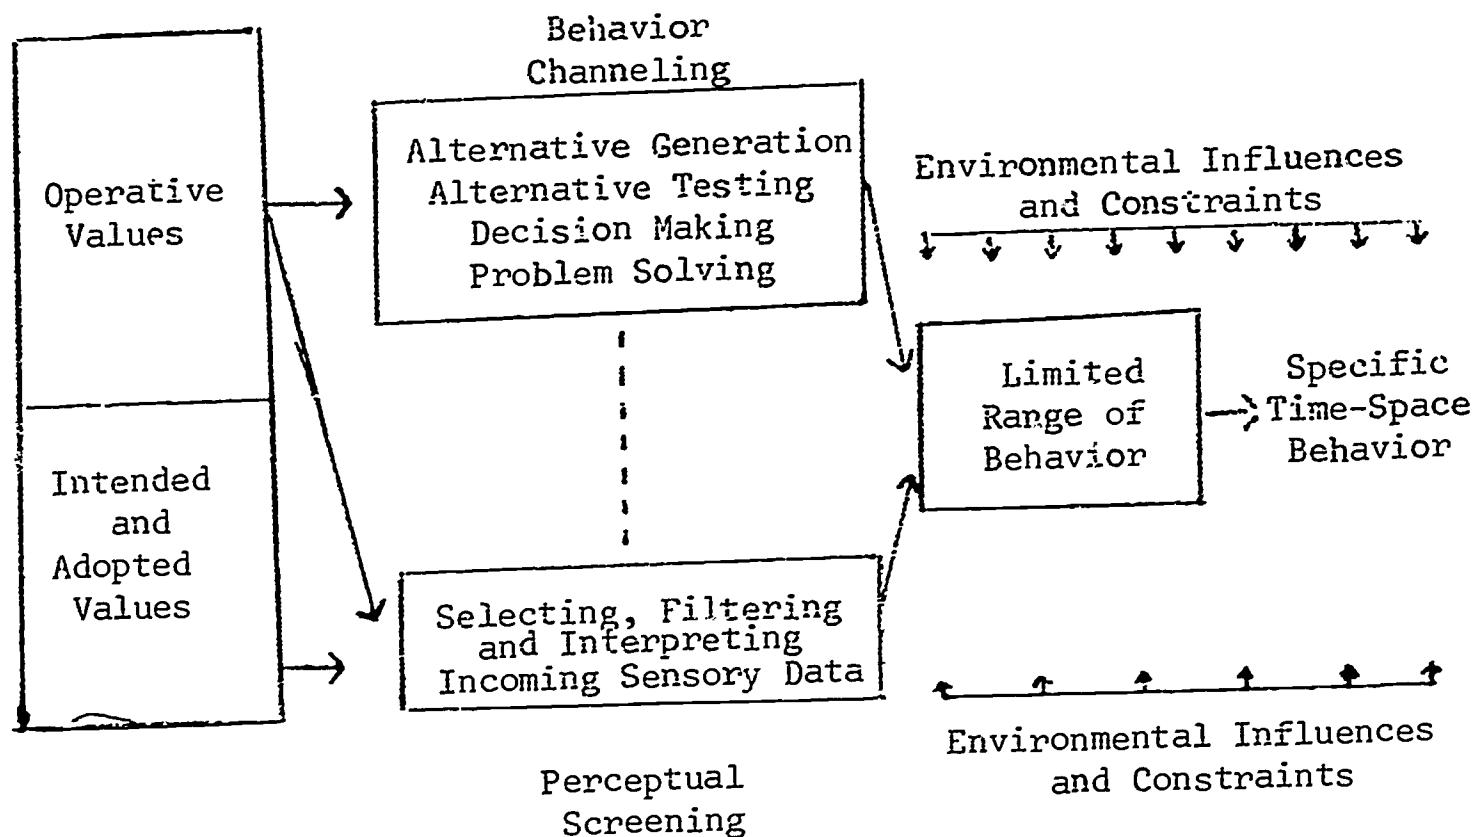 Behavior
Channeling
Operative
Values
Intended
and
Adopted
Values
Alternative Generation
Alternative Testing
Decision Making
Problem Solving
Selecting, Filtering
and Interpreting
Incoming Sensory Data
Perceptual
Screening
Environmental Influences
and Constraints
Limited
Range of
Behavior
Specific
Time-Space
Behavior
Environmental Influences
and Constraints